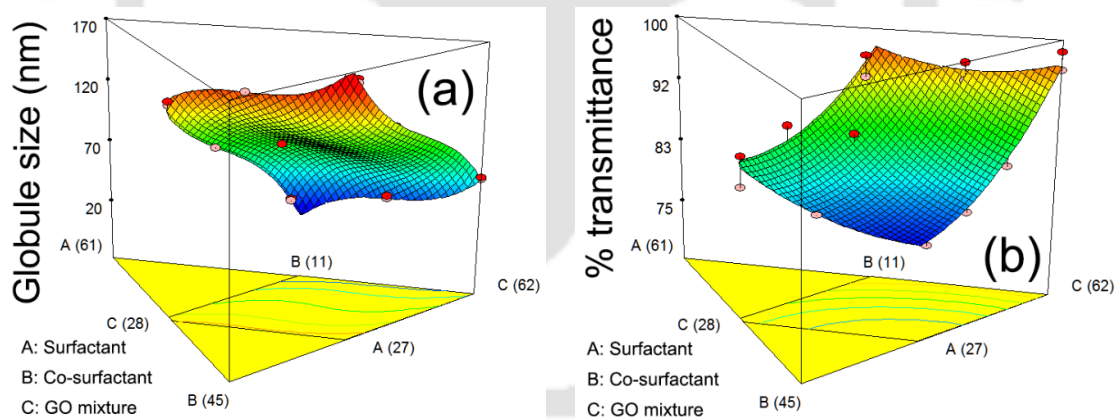 Globule size (nm)
170
120
70
20
(a)
A (61)
B (11)
C (62)
C (28)
A (27)
B (45)
A: Surfactant
B: Co-surfactant
C: GO mixture
% transmittance
100
92
83
75
(b)
A (61)
B (11)
C (62)
C (28)
A (27)
B (45)
A: Surfactant
B: Co-surfactant
C: GO mixture